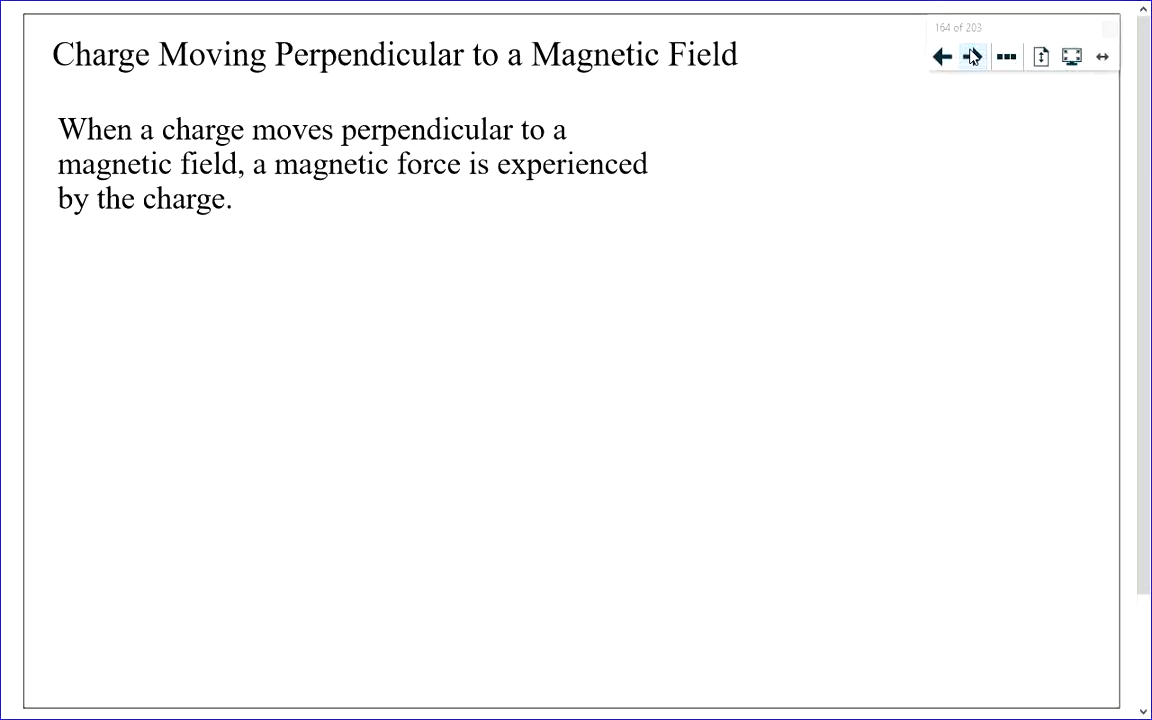 164 of 203
Charge Moving Perpendicular to a Magnetic Field
When a charge moves perpendicular to a
magnetic field, a magnetic force is experienced
by the charge.